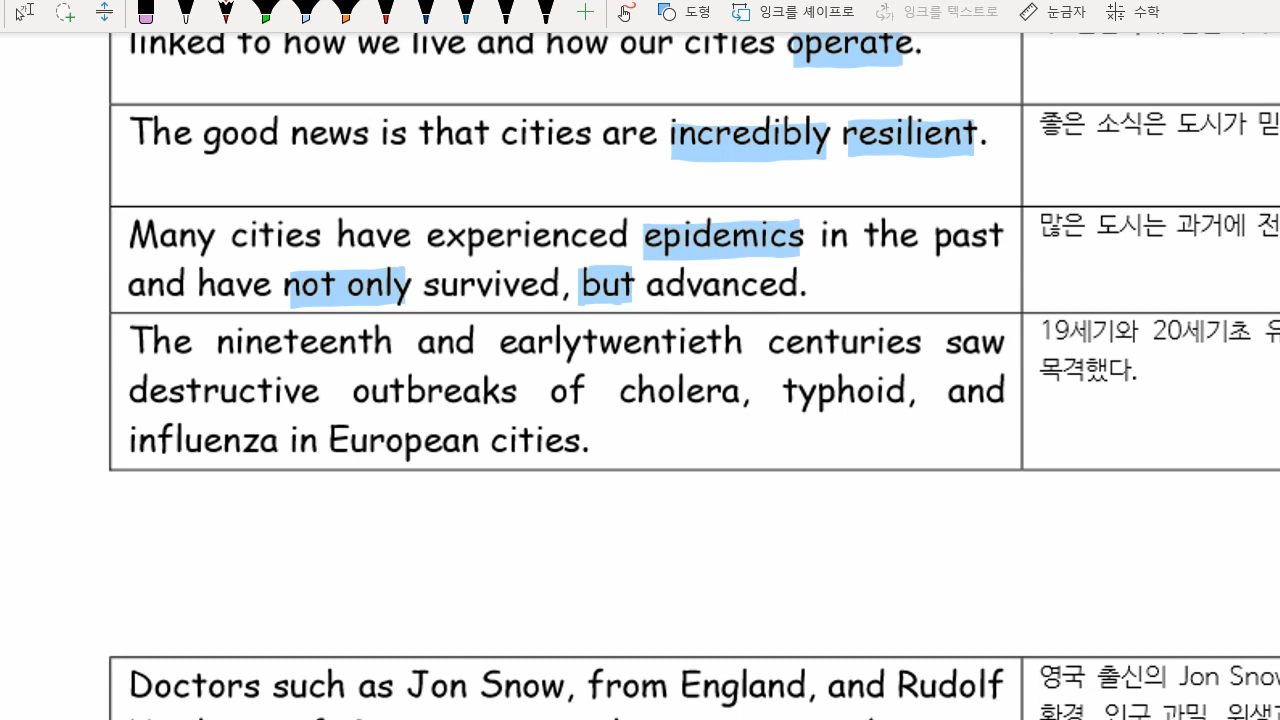 도형 잉크를 셰이프로 잉크를 텍스트로 눈금자 수학
linked to how we live and how our cities operate.
The good news is that cities are incredibly resilient.
좋은 소식은 도시가
Many cities have experienced epidemics in the past
and have not only survived, but advanced.
많은 도시는 과거에
The nineteenth and earlytwentieth centuries saw
destructive outbreaks of cholera, typhoid, and
influenza in European cities.
19세기와 20세기초
목격했다.
Doctors such as Jon Snow, from England, and Rudolf
영국 출신의 Jon Snow
환경, 인구 과밀,